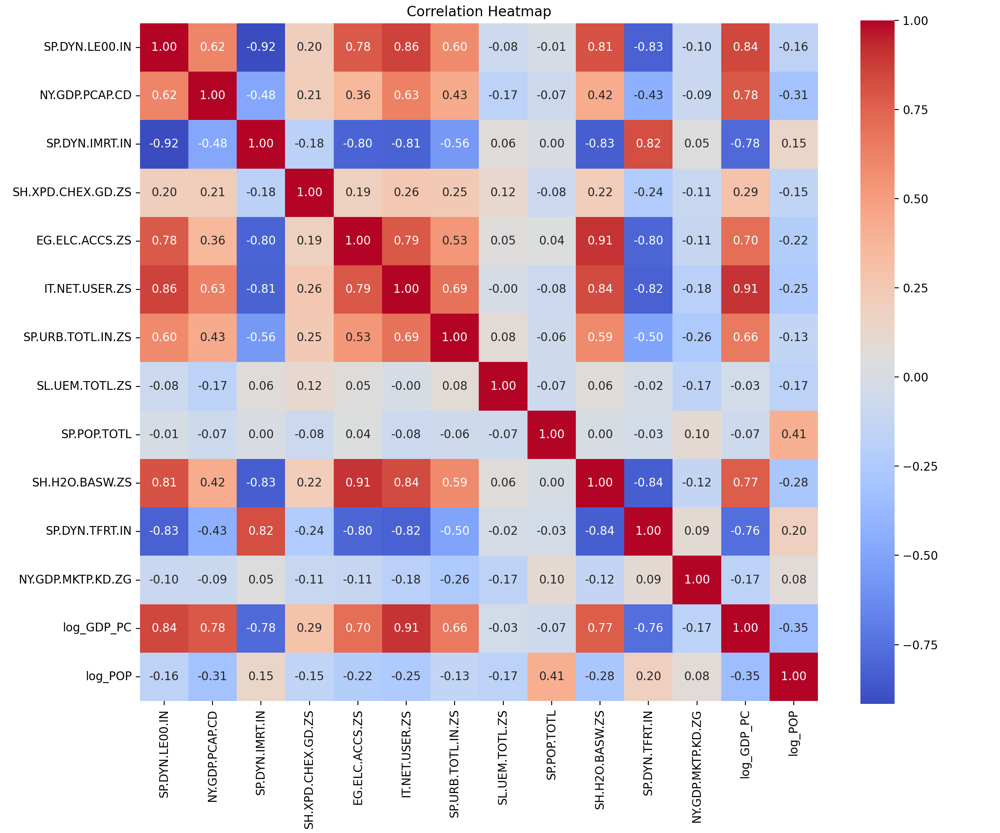 Correlation Heatmap
SP.DYN.LE00.IN 1.00 0.62 -0.92 0.20 0.78 0.86 0.60 -0.08 -0.01 0.81 -0.83 -0.10 0.84 -0.16
NY.GDP.PCAP.CD 0.62 1.00 -0.48 0.21 0.36 0.63 0.43 -0.17 -0.07 0.42 -0.43 -0.09 0.78 -0.31
SP.DYN.IMRT.IN -0.92 -0.48 1.00 -0.18 -0.80 -0.81 -0.56 0.06 0.00 -0.83 0.82 0.05 -0.78 0.15
SH.XPD.CHEX.GD.ZS 0.20 0.21 -0.18 1.00 0.19 0.26 0.25 0.12 -0.08 0.22 -0.24 -0.11 0.29 -0.15
EG.ELC.ACCS.ZS 0.78 0.36 -0.80 0.19 1.00 0.79 0.53 0.05 0.04 0.91 -0.80 -0.11 0.70 -0.22
IT.NET.USER.ZS 0.86 0.63 -0.81 0.26 0.79 1.00 0.69 -0.00 -0.08 0.84 -0.82 -0.18 0.91 -0.25
SP.URB.TOTL.IN.ZS 0.60 0.43 -0.56 0.25 0.53 0.69 1.00 0.08 -0.06 0.59 -0.50 -0.26 0.66 -0.13
SL.UEM.TOTL.ZS -0.08 -0.17 0.06 0.12 0.05 -0.00 0.08 1.00 -0.07 0.06 -0.02 -0.17 -0.03 -0.17
SP.POP.TOTL -0.01 -0.07 0.00 -0.08 0.04 -0.08 -0.06 -0.07 1.00 0.00 -0.03 0.10 -0.07 0.41
SH.H2O.BASW.ZS 0.81 0.42 -0.83 0.22 0.91 0.84 0.59 0.06 0.00 1.00 -0.84 -0.12 0.77 -0.28
SP.DYN.TFRT.IN -0.83 -0.43 0.82 -0.24 -0.80 -0.82 -0.50 -0.02 -0.03 -0.84 1.00 0.09 -0.76 0.20
NY.GDP.MKTP.KD.ZG -0.10 -0.09 0.05 -0.11 -0.11 -0.18 -0.26 -0.17 0.10 -0.12 0.09 1.00 -0.17 0.08
log_GDP_PC 0.84 0.78 -0.78 0.29 0.70 0.91 0.66 -0.03 -0.07 0.77 -0.76 -0.17 1.00 -0.35
log_POP -0.16 -0.31 0.15 -0.15 -0.22 -0.25 -0.13 -0.17 0.41 -0.28 0.20 0.08 -0.35 1.00
SP.DYN.LE00.IN
NY.GDP.PCAP.CD
SP.DYN.IMRT.IN
SH.XPD.CHEX.GD.ZS
EG.ELC.ACCS.ZS
IT.NET.USER.ZS
SP.URB.TOTL.IN.ZS
SL.UEM.TOTL.ZS
SP.POP.TOTL
SH.H2O.BASW.ZS
SP.DYN.TFRT.IN
NY.GDP.MKTP.KD.ZG
log_GDP_PC
log_POP
1.00
0.75
0.50
0.25
0.00
−0.25
−0.50
−0.75